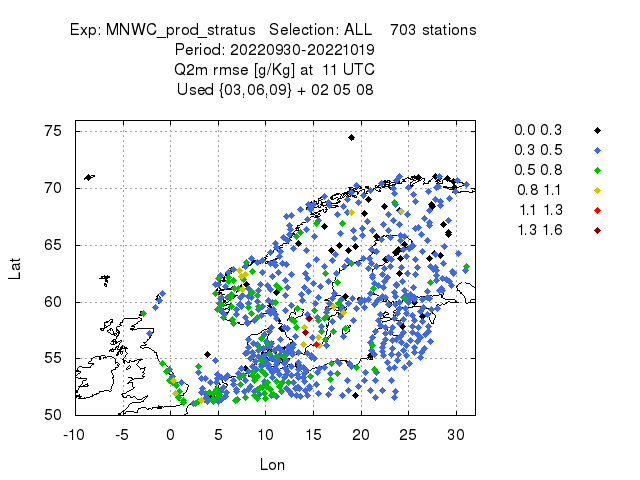 Exp: MNWC_prod_stratus   Selection: ALL    703 stations
Period: 20220930-20221019
Q2m rmse [g/Kg] at  11 UTC
Used {03,06,09} + 02 05 08
0.0 0.3
0.3 0.5
0.5 0.8
0.8 1.1
1.1 1.3
1.3 1.6
75
70
65
60
55
50
Lat
-10 -5 0 5 10 15 20 25 30
Lon